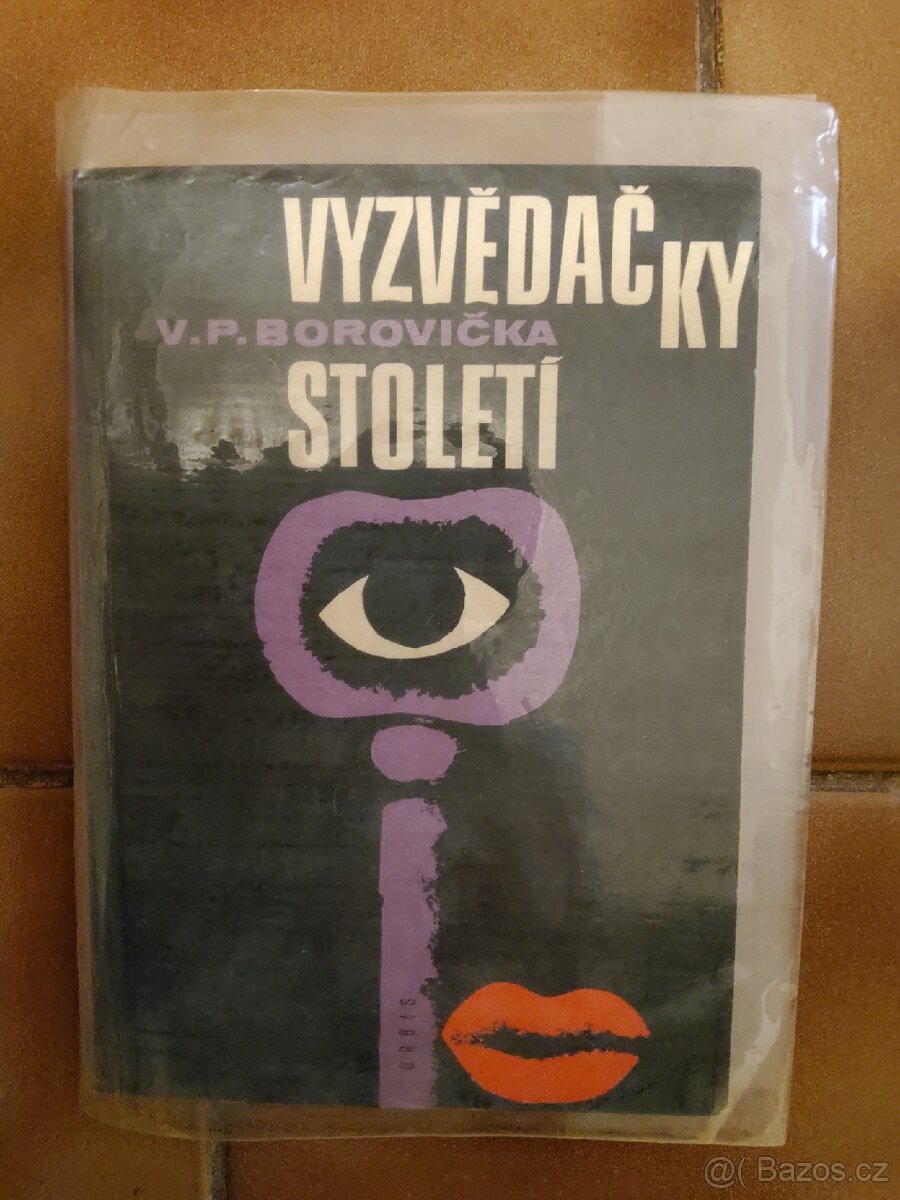 VYZVĚDAČKY
V.P. BOROVIČKA
STOLETÍ
ORBIS
@( Bazos.cz